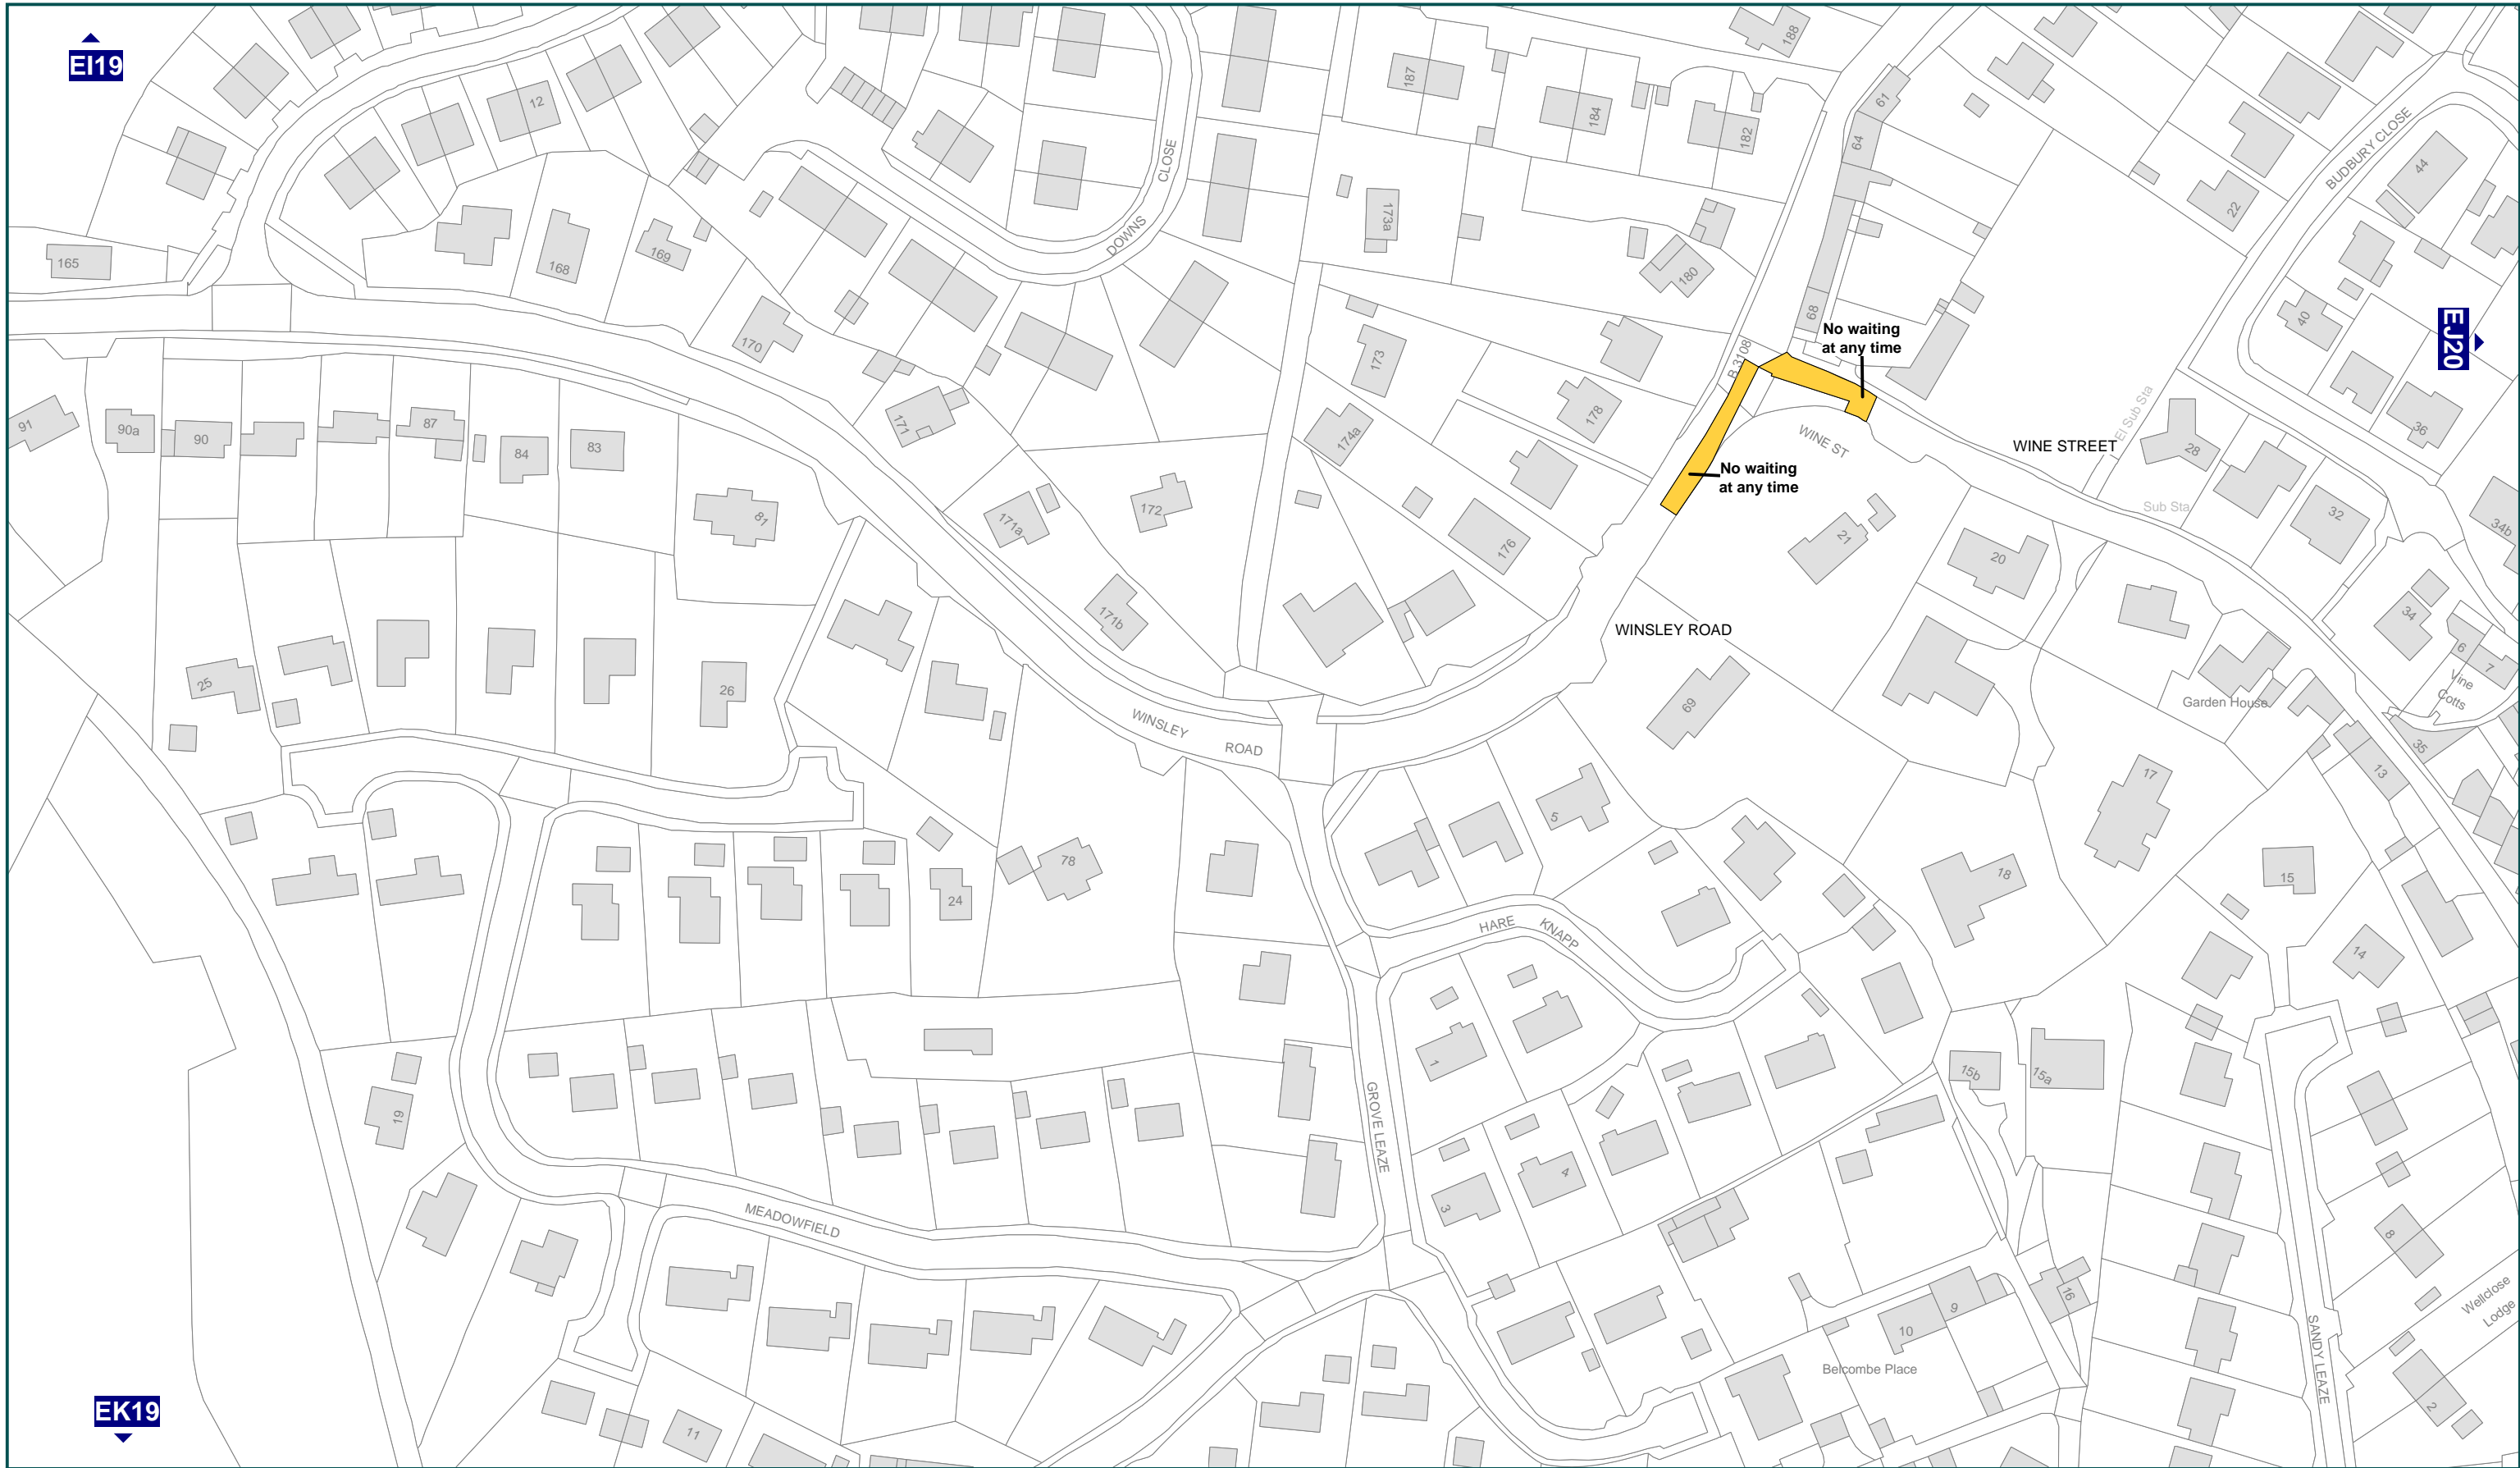 EI19
188
187
184
182
61
64
12
CLOSE
BUDBURY CLOSE
44
22
173a
DOWNS
165
168
169
180
170
68
40
EJ20
No waiting
at any time
B 3108
173
171
174a
178
WINE ST
WINE STREET
El Sub Sta
28
36
91
90a
90
87
84
83
81
No waiting
at any time
Sub Sta
32
34b
171a
172
176
21
20
171b
34
6
7
Vine
Cotts
WINSLEY ROAD
25
26
69
Garden House
WINSLEY
ROAD
35
13
17
5
78
24
18
15
HARE
KNAPP
14
1
15b
15a
19
GROVE LEAZE
4
3
MEADOWFIELD
8
16
9
10
Wellclose
Lodge
Belcombe Place
SANDY LEAZE
2
EK19
11